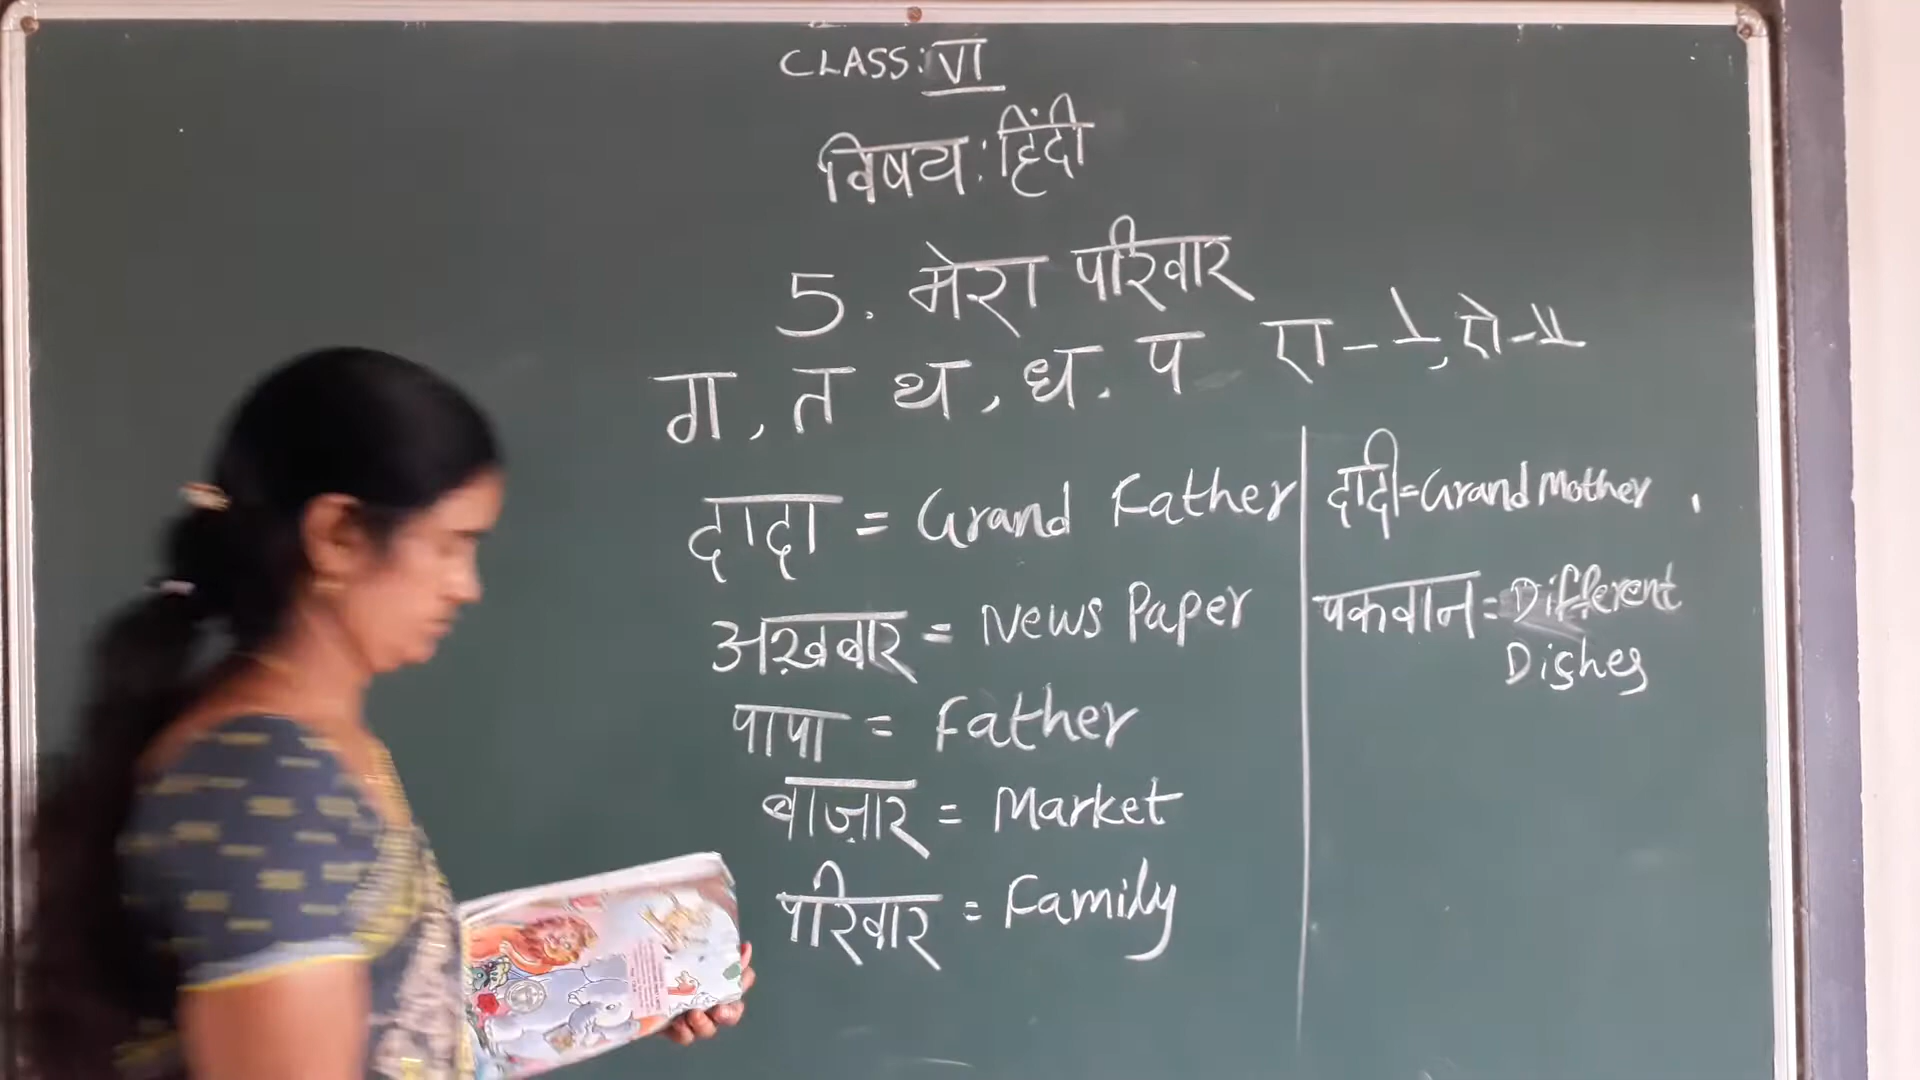 CLASS: VI
विषय: हिंदी
5. मेरा परिवार
ग, त थ, ध. प ए - े, ऐ - ै
दादा = Grand Father
अख़बार = News Paper
पापा = Father
बाज़ार = Market
परिवार = Family
दादी = Grand Mother
पकवान = Different
Dishes